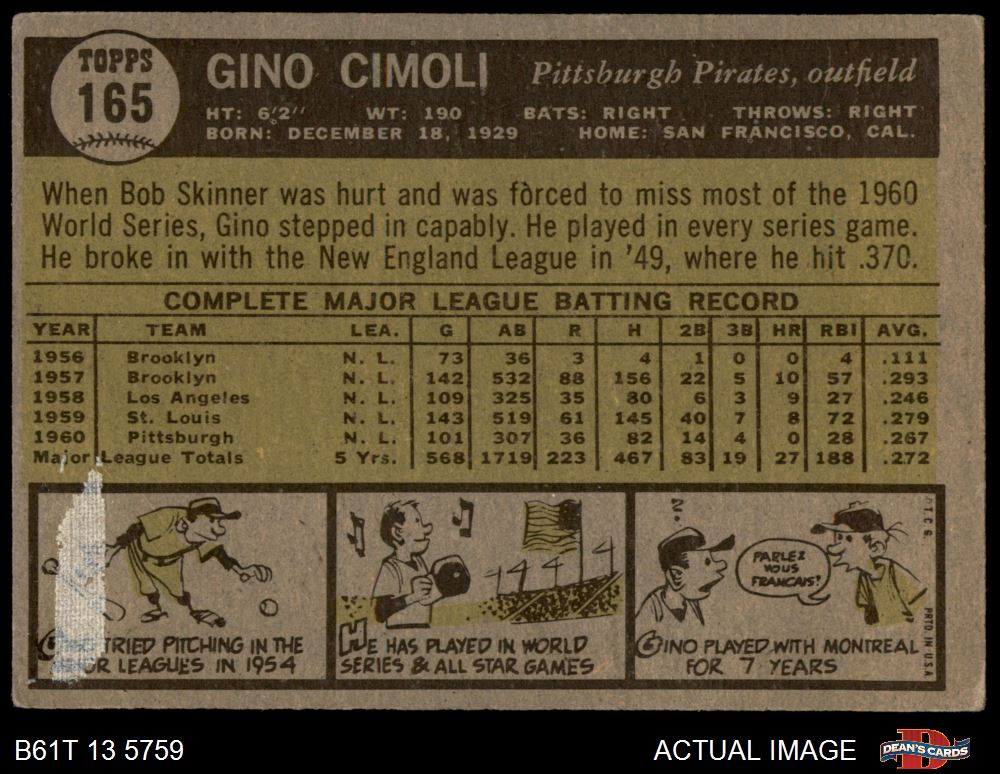 TOPPS
165
GINO CIMOLI Pittsburgh Pirates, outfield
HT: 6'2" WT: 190 BATS: RIGHT THROWS: RIGHT
BORN: DECEMBER 18, 1929 HOME: SAN FRANCISCO, CAL.
When Bob Skinner was hurt and was forced to miss most of the 1960
World Series, Gino stepped in capably. He played in every series game.
He broke in with the New England League in '49, where he hit .370.
COMPLETE MAJOR LEAGUE BATTING RECORD
YEAR TEAM LEA. G AB R H 2B 3B HR RBI AVG.
1956 Brooklyn N. L. 73 36 3 4 1 0 0 4 .111
1957 Brooklyn N. L. 142 532 88 156 22 5 10 57 .293
1958 Los Angeles N. L. 109 325 35 80 6 3 9 27 .246
1959 St. Louis N. L. 143 519 61 145 40 7 8 72 .279
1960 Pittsburgh N. L. 101 307 36 82 14 4 0 28 .267
Major League Totals 5 Yrs. 568 1719 223 467 83 19 27 188 .272
TRIED PITCHING IN THE
LEAGUES IN 1954
HE HAS PLAYED IN WORLD
SERIES & ALL STAR GAMES
PARLEZ
VOUS
FRANCAIS?
GINO PLAYED WITH MONTREAL
FOR 7 YEARS
T.C.G. PRTD. IN U.S.A.
B61T 13 5759
ACTUAL IMAGE
DEAN'S CARDS